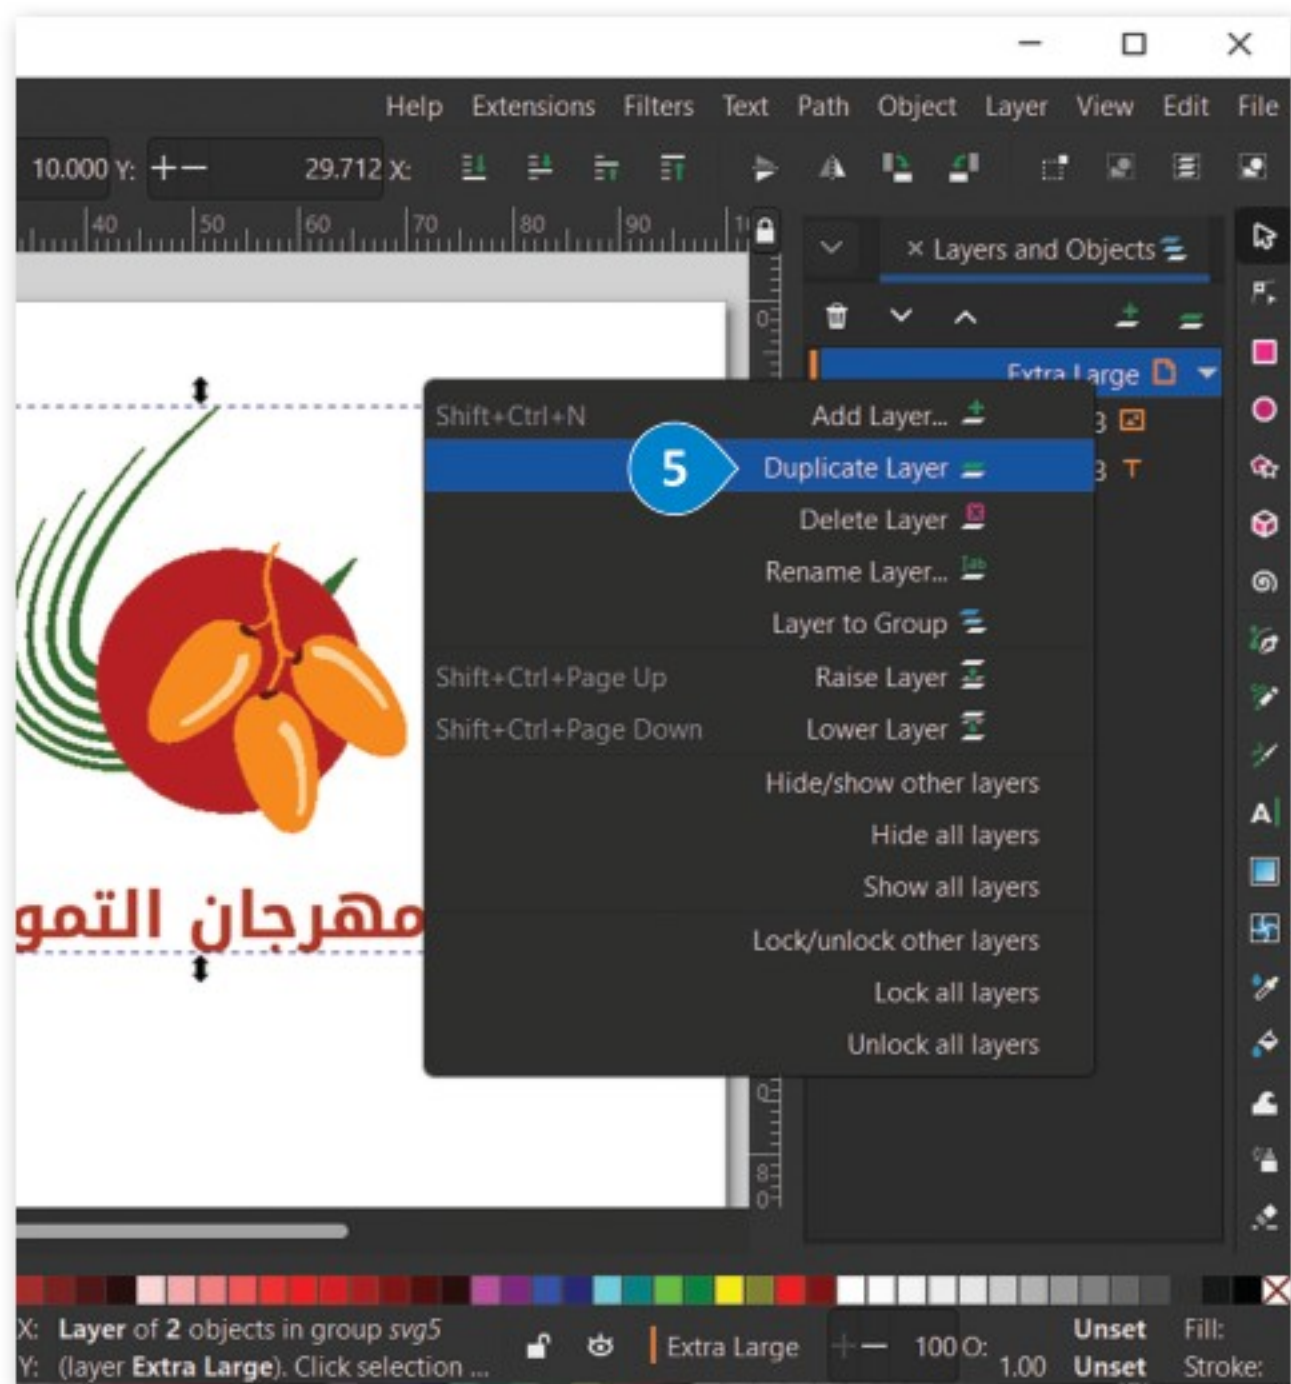 Help Extensions Filters Text Path Object Layer View Edit File
10.000 Y: 29.712 X:
40 50 60 70 80 90
Layers and Objects
0
Extra Large
Shift+Ctrl+N Add Layer...
5 Duplicate Layer
Delete Layer
Rename Layer...
Layer to Group
Shift+Ctrl+Page Up Raise Layer
Shift+Ctrl+Page Down Lower Layer
Hide/show other layers
Hide all layers
Show all layers
Lock/unlock other layers
Lock all layers
Unlock all layers
مهرجان التمو
80
X: Layer of 2 objects in group svg5
Y: (layer Extra Large). Click selection ...
Extra Large
100 O:
1.00
Unset Fill:
Unset Stroke: